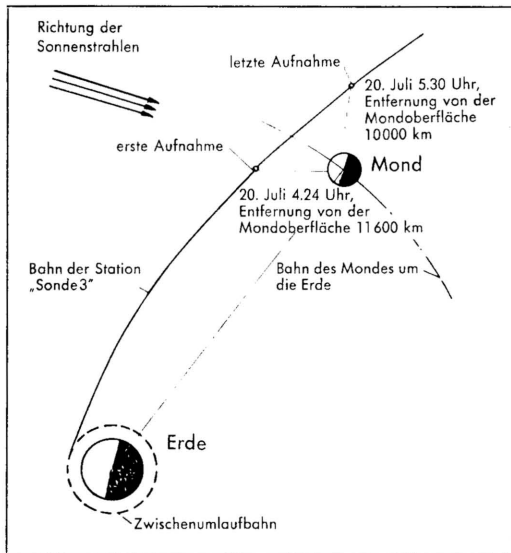 Richtung der
Sonnenstrahlen
letzte Aufnahme
20. Juli 5.30 Uhr,
Entfernung von der
Mondoberfläche
10000 km
erste Aufnahme
Mond
20. Juli 4.24 Uhr,
Entfernung von der
Mondoberfläche 11600 km
Bahn der Station
„Sonde3"
Bahn des Mondes um
die Erde
Erde
Zwischenumlaufbahn